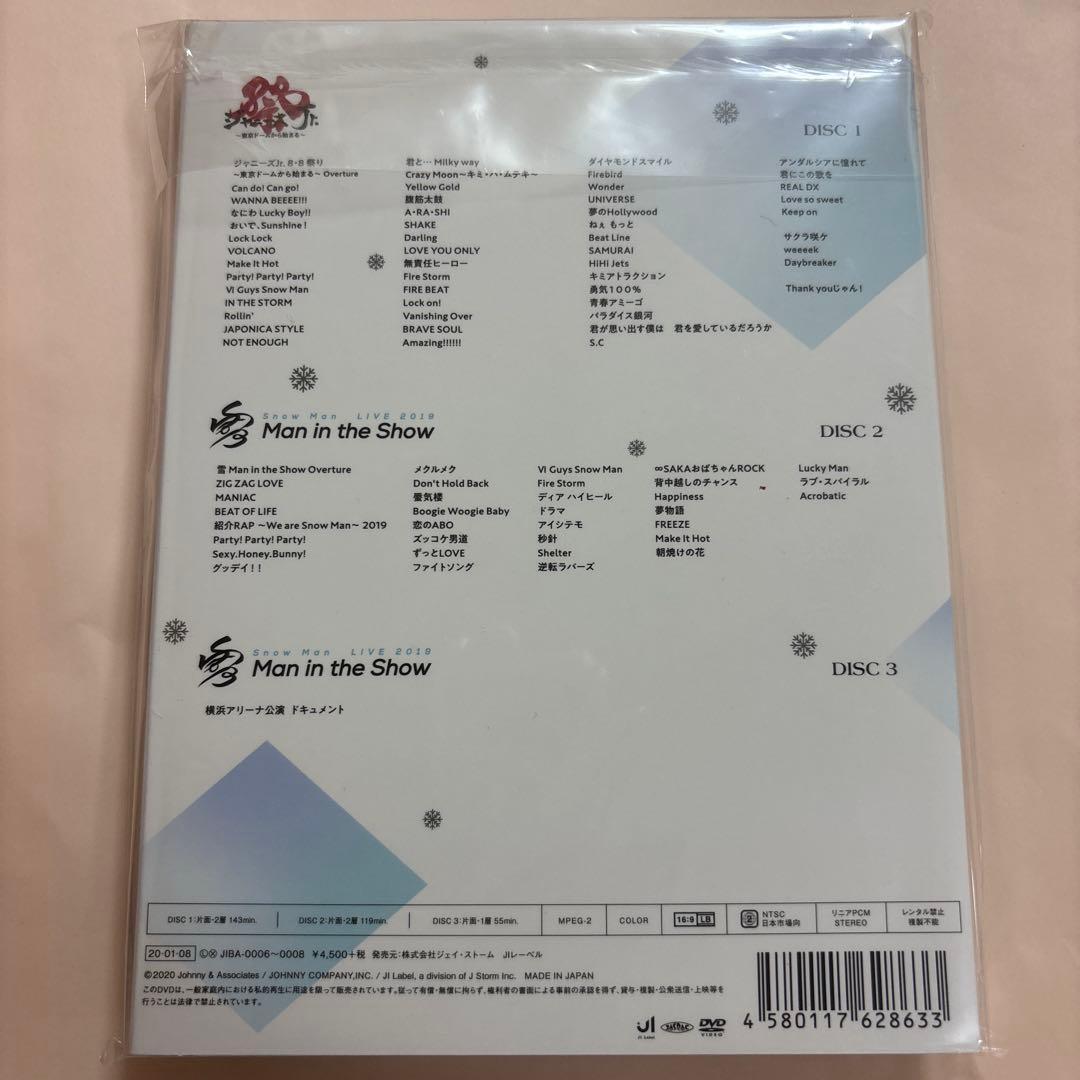 ジャニーズJr.
～東京ドームから始まる～
DISC 1
ジャニーズJr. 8・8 祭り
～東京ドームから始まる～ Overture
Can do! Can go!
WANNA BEEEE!!!
なにわ Lucky Boy!!
おいで、Sunshine!
Lock Lock
VOLCANO
Make It Hot
Party! Party! Party!
VI Guys Snow Man
IN THE STORM
Rollin'
JAPONICA STYLE
NOT ENOUGH
君と… Milky way
Crazy Moon～キミ・ハ・ムテキ～
Yellow Gold
腹筋太鼓
A・RA・SHI
SHAKE
Darling
LOVE YOU ONLY
無責任ヒーロー
Fire Storm
FIRE BEAT
Lock on!
Vanishing Over
BRAVE SOUL
Amazing!!!!!!
ダイヤモンドスマイル
Firebird
Wonder
UNIVERSE
夢のHollywood
ねぇ もっと
Beat Line
SAMURAI
HiHi Jets
キミアトラクション
勇気100%
青春アミーゴ
パラダイス銀河
君が思い出す僕は 君を愛しているだろうか
S.C
アンダルシアに憧れて
君にこの歌を
REAL DX
Love so sweet
Keep on
サクラ咲ケ
weeeek
Daybreaker
Thank youじゃん!
Snow Man LIVE 2019
Man in the Show
DISC 2
雪 Man in the Show Overture
ZIG ZAG LOVE
MANIAC
BEAT OF LIFE
紹介RAP ～We are Snow Man～ 2019
Party! Party! Party!
Sexy.Honey.Bunny!
グッデイ!!
メクルメク
Don't Hold Back
蜃気楼
Boogie Woogie Baby
恋のABO
ズッコケ男道
ずっとLOVE
ファイトソング
VI Guys Snow Man
Fire Storm
ディア ハイヒール
ドラマ
アイシテモ
秒針
Shelter
逆転ラバーズ
∞SAKAおばちゃんROCK
背中越しのチャンス
Happiness
夢物語
FREEZE
Make It Hot
朝焼けの花
Lucky Man
ラブ・スパイラル
Acrobatic
Snow Man LIVE 2019
Man in the Show
DISC 3
横浜アリーナ公演 ドキュメント
DISC 1:片面・2層 143min.
DISC 2:片面・2層 119min.
DISC 3:片面・1層 55min.
MPEG-2
COLOR
16:9 LB
2
NTSC
日本市場向
リニアPCM
STEREO
レンタル禁止
複製不能
20·01·08 JIBA-0006～0008 ¥4,500+税 発売元:株式会社ジェイ・ストーム JIレーベル
©2020 Johnny & Associates / JOHNNY COMPANY,INC. / JI Label, a division of J Storm Inc. MADE IN JAPAN
このDVDは、一般家庭内における私的再生に用途を限って販売されています。従って有償・無償に拘らず、権利者の書面による事前の承認を得ず、貸与・複製・公衆送信・上映等を
行うことは法律で禁止されています。
JI Label
JASRAC
DVD
VIDEO
4 580117 628633